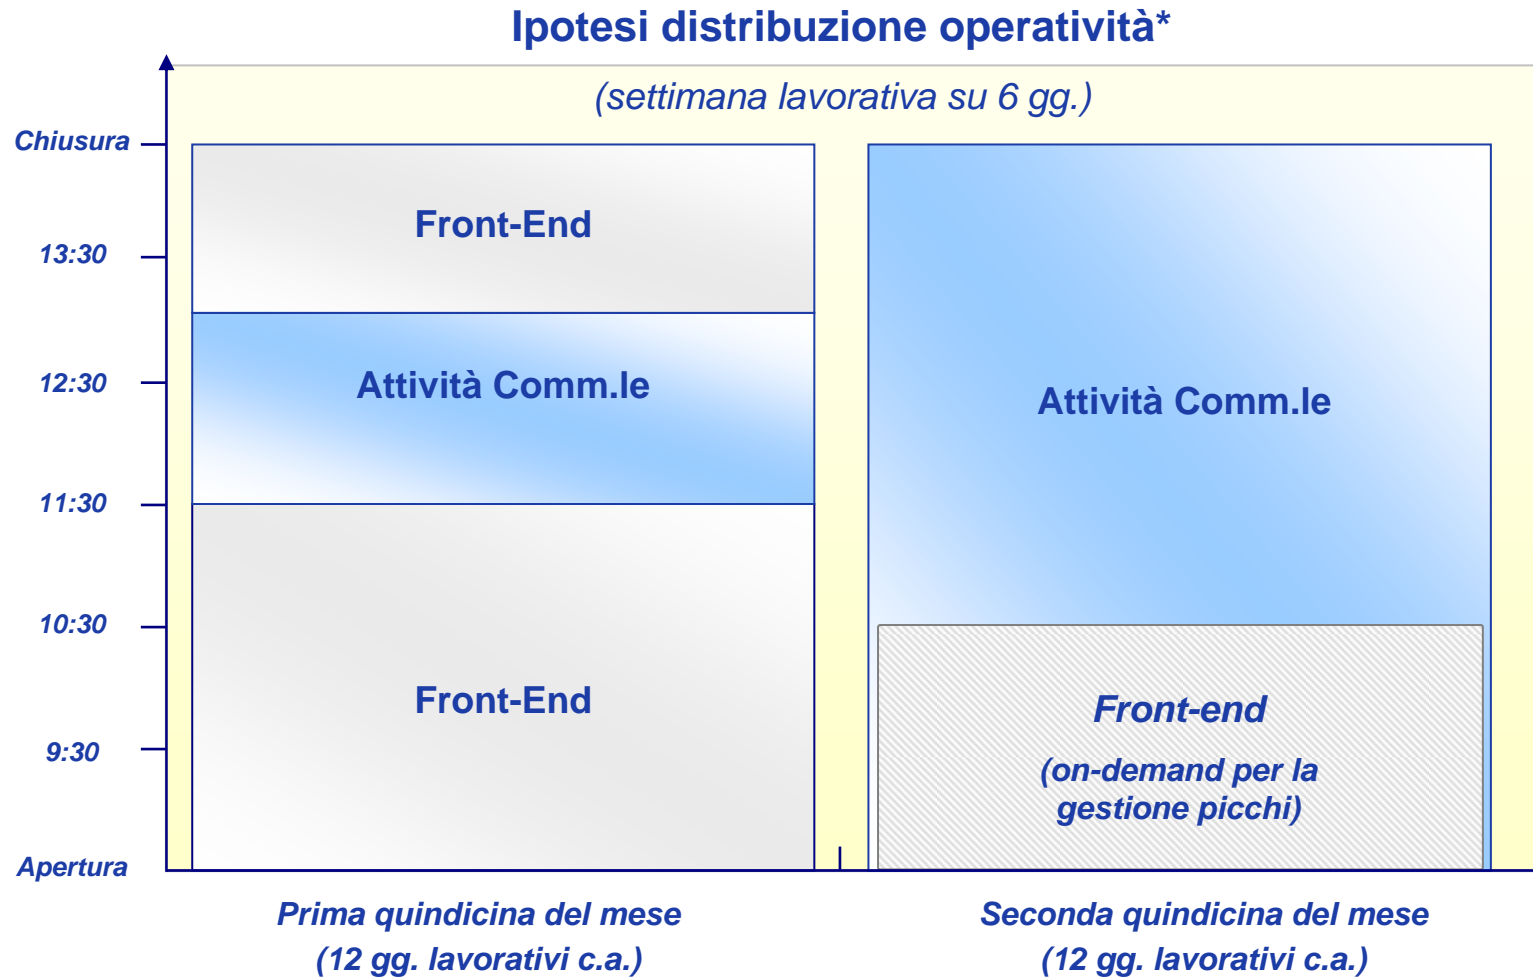 Ipotesi distribuzione operatività*
(settimana lavorativa su 6 gg.)
Chiusura
13:30
12:30
11:30
10:30
9:30
Apertura
Front-End
Attività Comm.le
Front-End
Attività Comm.le
Front-end
(on-demand per la
gestione picchi)
Prima quindicina del mese
(12 gg. lavorativi c.a.)
Seconda quindicina del mese
(12 gg. lavorativi c.a.)